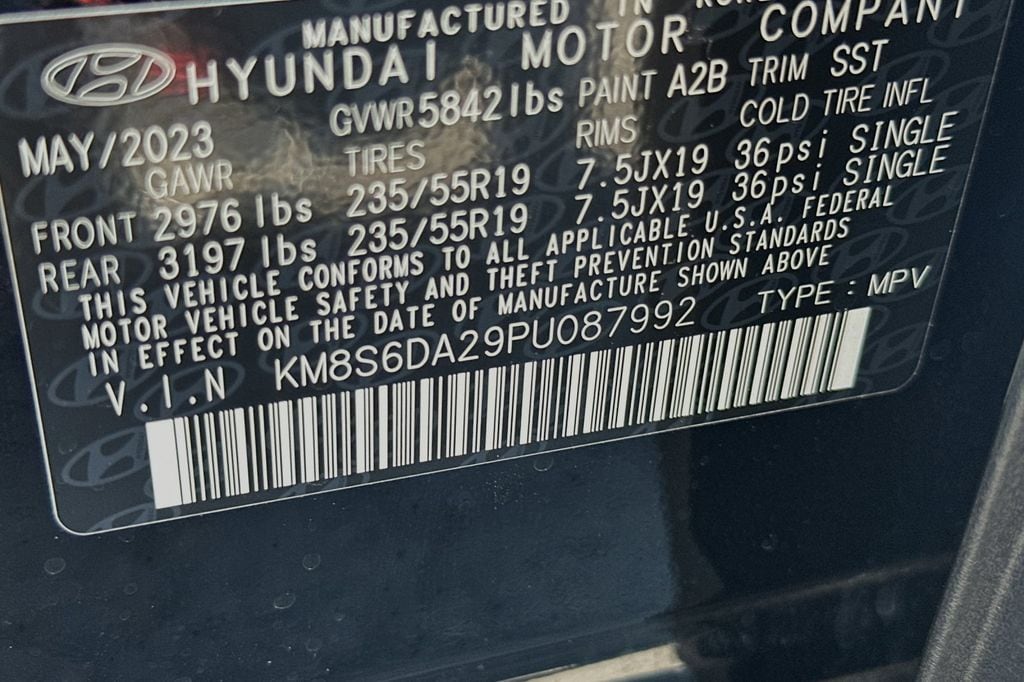 MANUFACTURED IN
HYUNDAI MOTOR COMPANY
MAY/2023 GVWR 5842 lbs PAINT A2B TRIM SST
GAWR TIRES RIMS COLD TIRE INFL
FRONT 2976 lbs 235/55R19 7.5JX19 36psi SINGLE
REAR 3197 lbs 235/55R19 7.5JX19 36psi SINGLE
THIS VEHICLE CONFORMS TO ALL APPLICABLE U.S.A. FEDERAL
MOTOR VEHICLE SAFETY AND THEFT PREVENTION STANDARDS
IN EFFECT ON THE DATE OF MANUFACTURE SHOWN ABOVE
V.I.N KM8S6DA29PU087992 TYPE : MPV